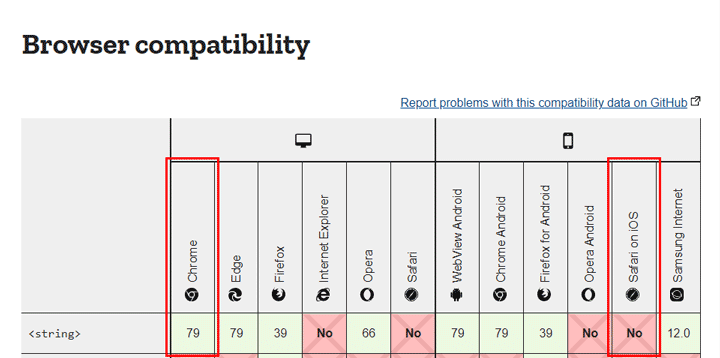 Browser compatibility
Report problems with this compatibility data on GitHub
Chrome
Edge
Firefox
Internet Explorer
Opera
Safari
WebView Android
Chrome Android
Firefox for Android
Opera Android
Safari on iOS
Samsung Internet
<string> 79 79 39 No 66 No 79 79 39 No No 12.0